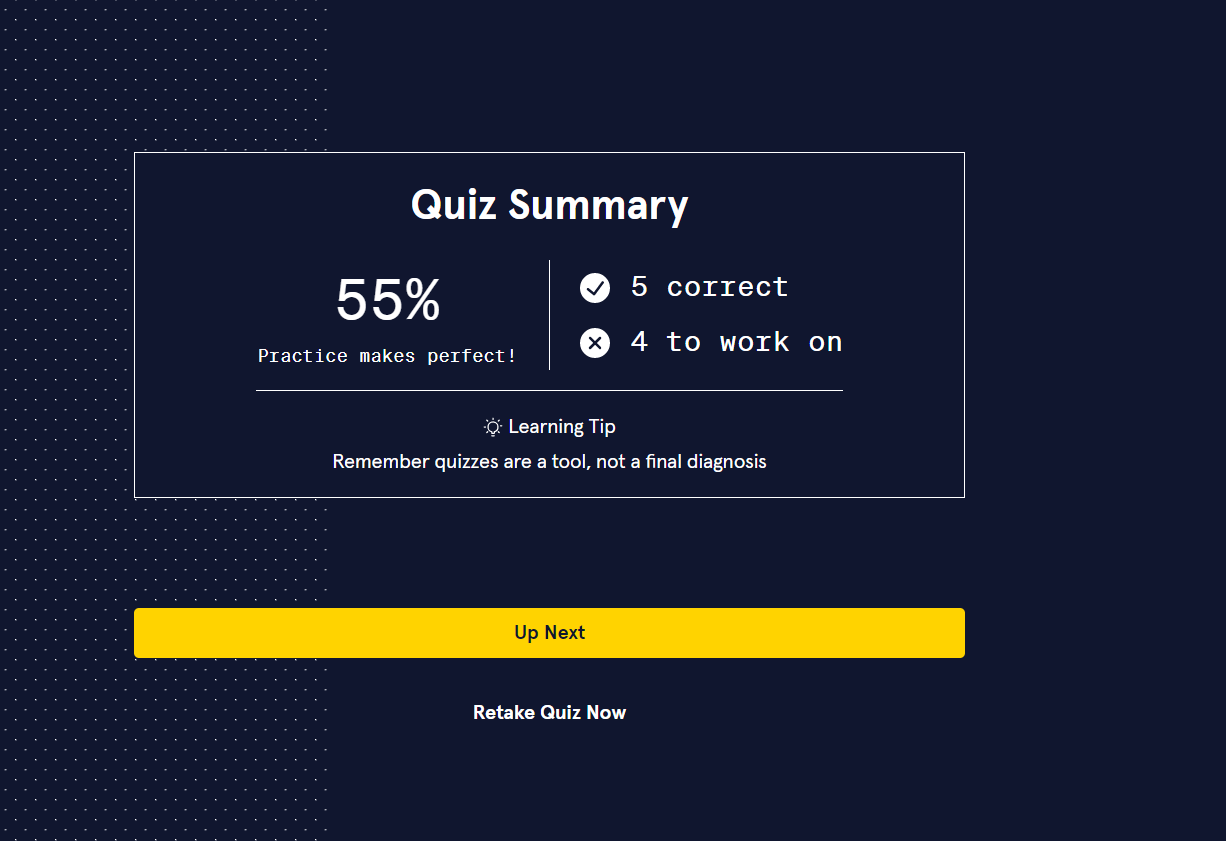 Quiz Summary
55%
Practice makes perfect!
5 correct
4 to work on
Learning Tip
Remember quizzes are a tool, not a final diagnosis
Up Next
Retake Quiz Now